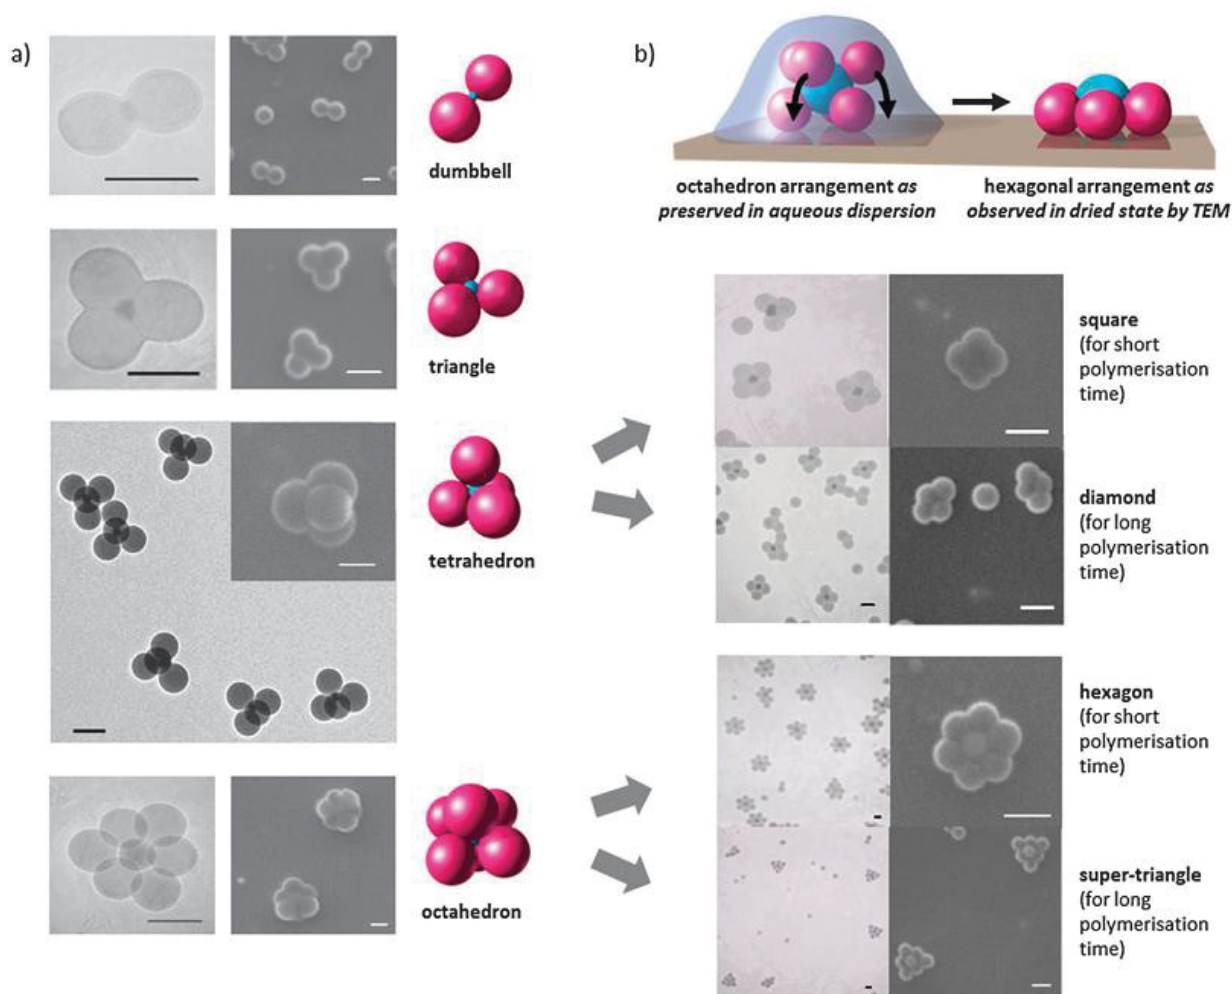 a)
dumbbell
triangle
tetrahedron
octahedron
b)
octahedron arrangement as
preserved in aqueous dispersion
hexagonal arrangement as
observed in dried state by TEM
square
(for short
polymerisation
time)
diamond
(for long
polymerisation
time)
hexagon
(for short
polymerisation
time)
super-triangle
(for long
polymerisation
time)